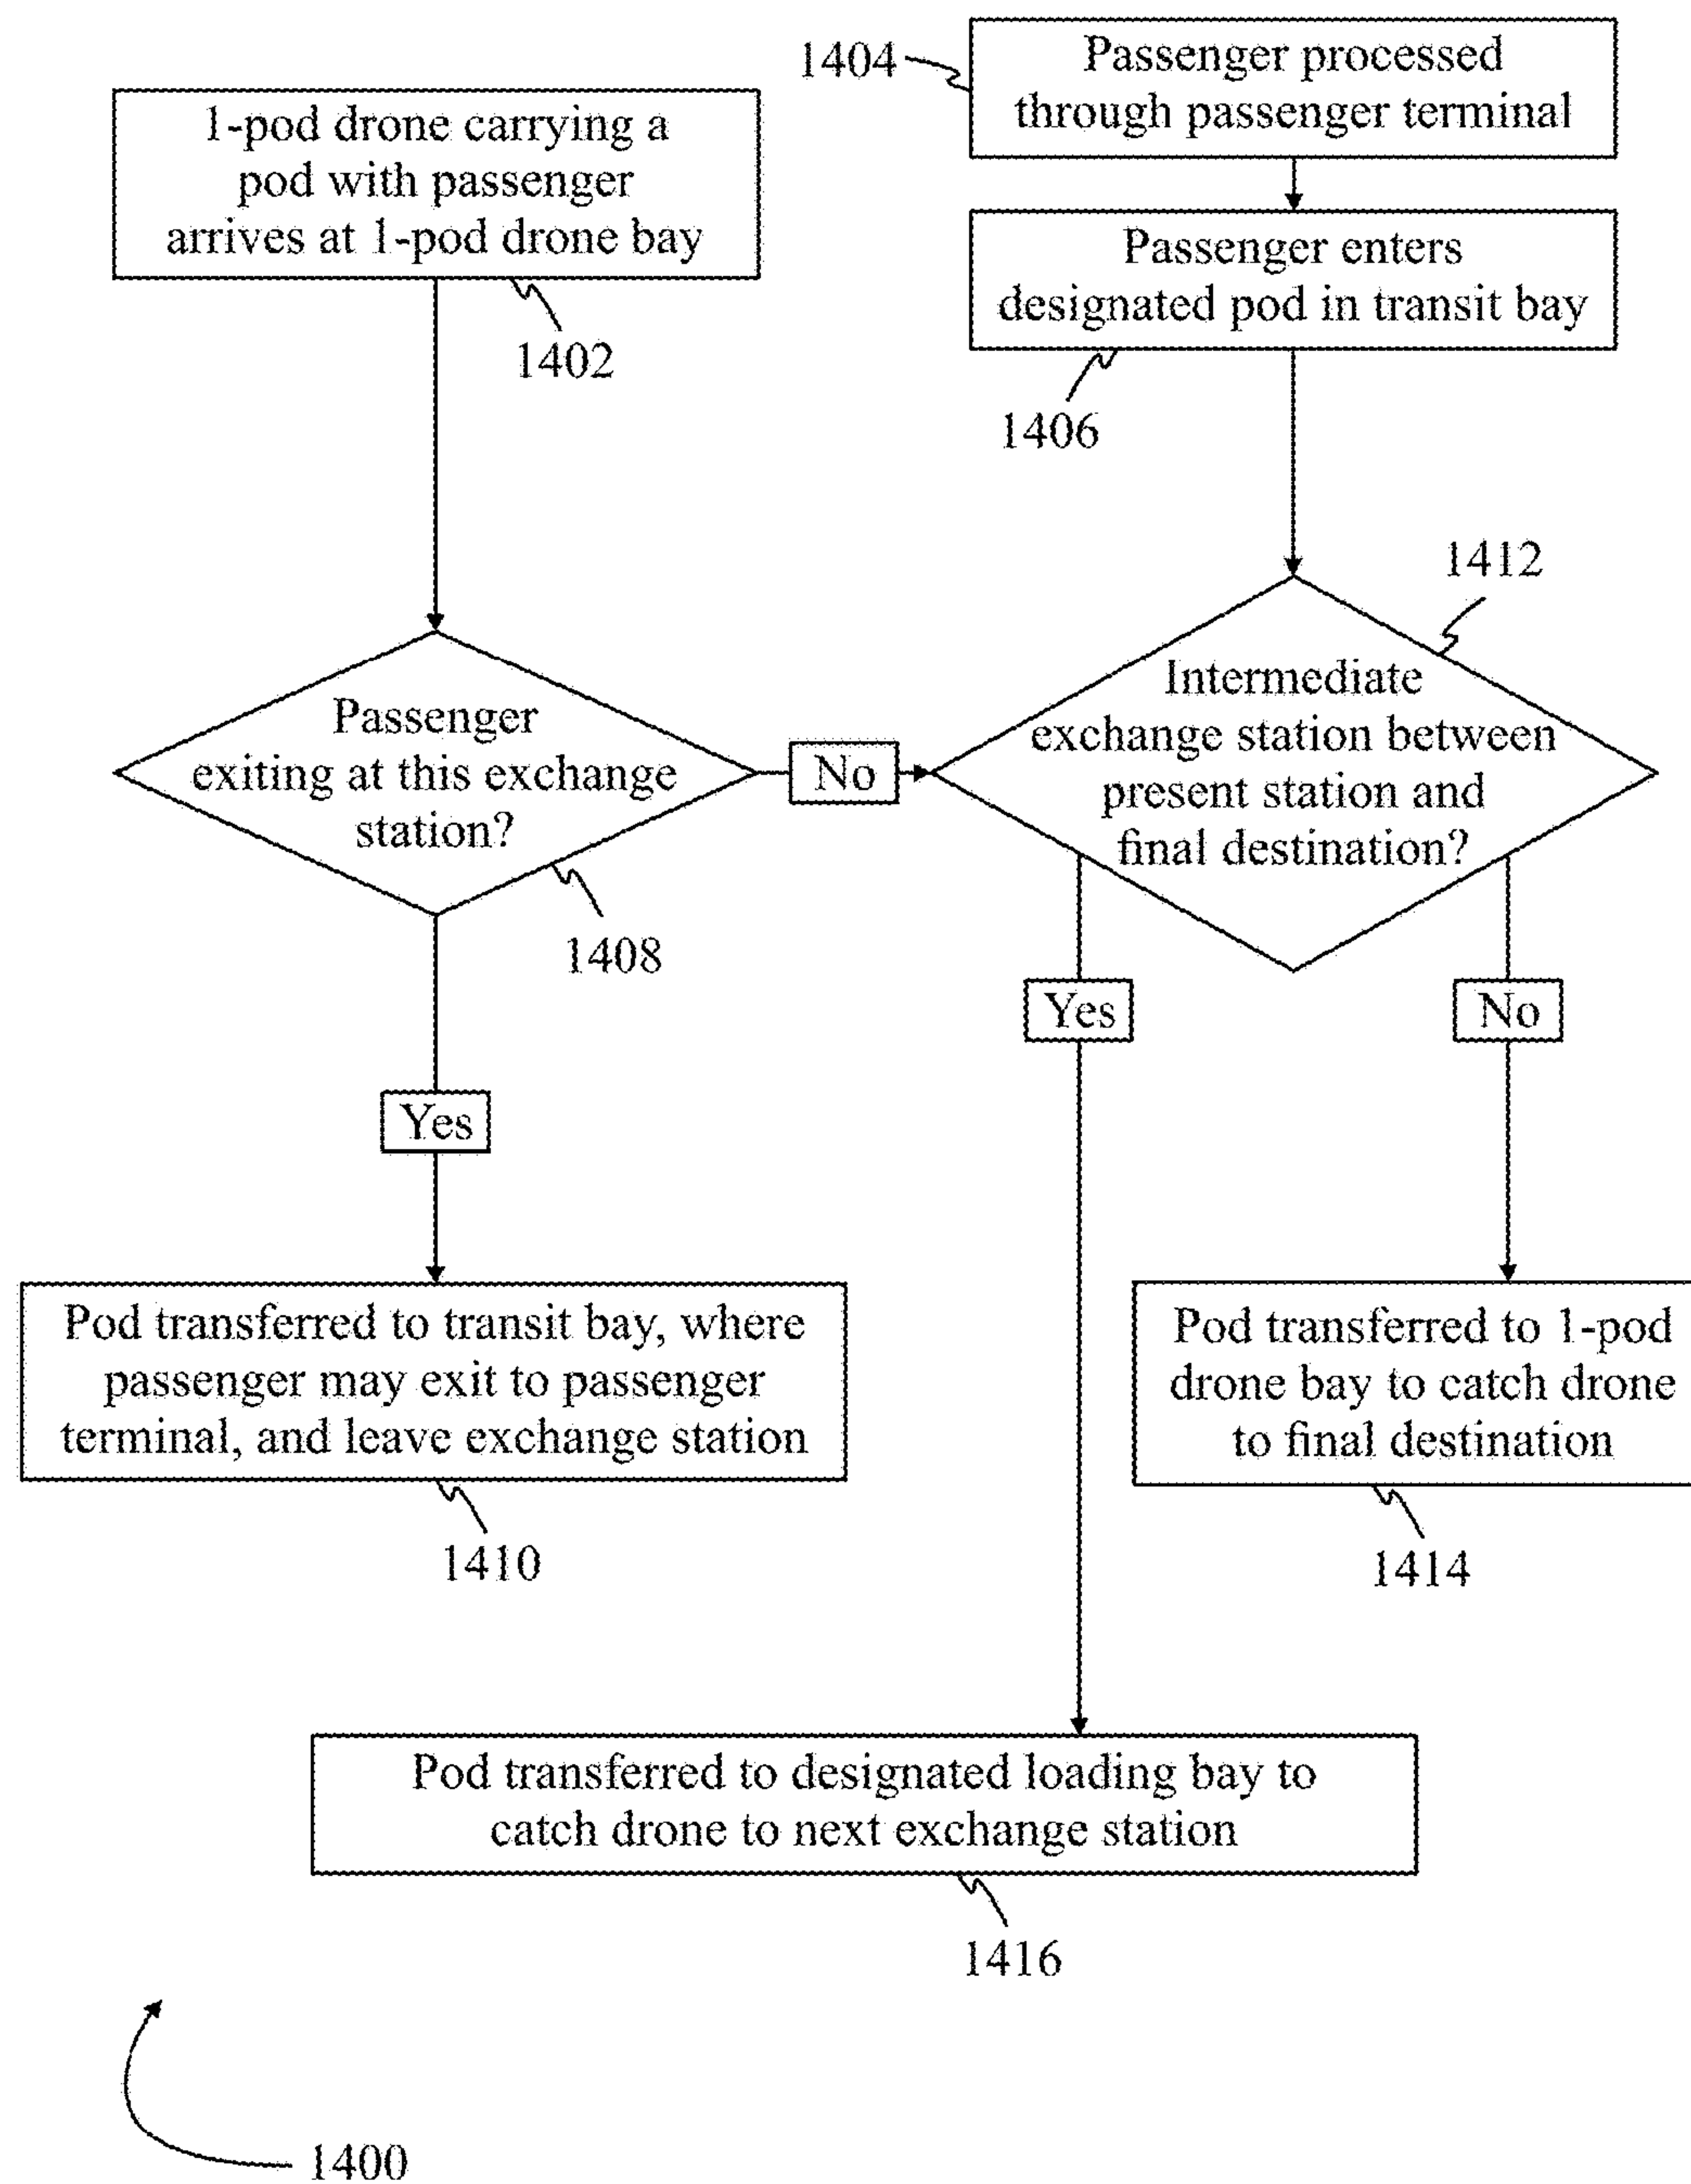 1404
Passenger processed
through passenger terminal
1-pod drone carrying a
pod with passenger
arrives at 1-pod drone bay
1402
Passenger enters
designated pod in transit bay
1406
1412
Passenger
exiting at this exchange
station?
1408
No
Intermediate
exchange station between
present station and
final destination?
Yes
No
Yes
Pod transferred to transit bay, where
passenger may exit to passenger
terminal, and leave exchange station
1410
Pod transferred to 1-pod
drone bay to catch drone
to final destination
1414
Pod transferred to designated loading bay to
catch drone to next exchange station
1416
1400